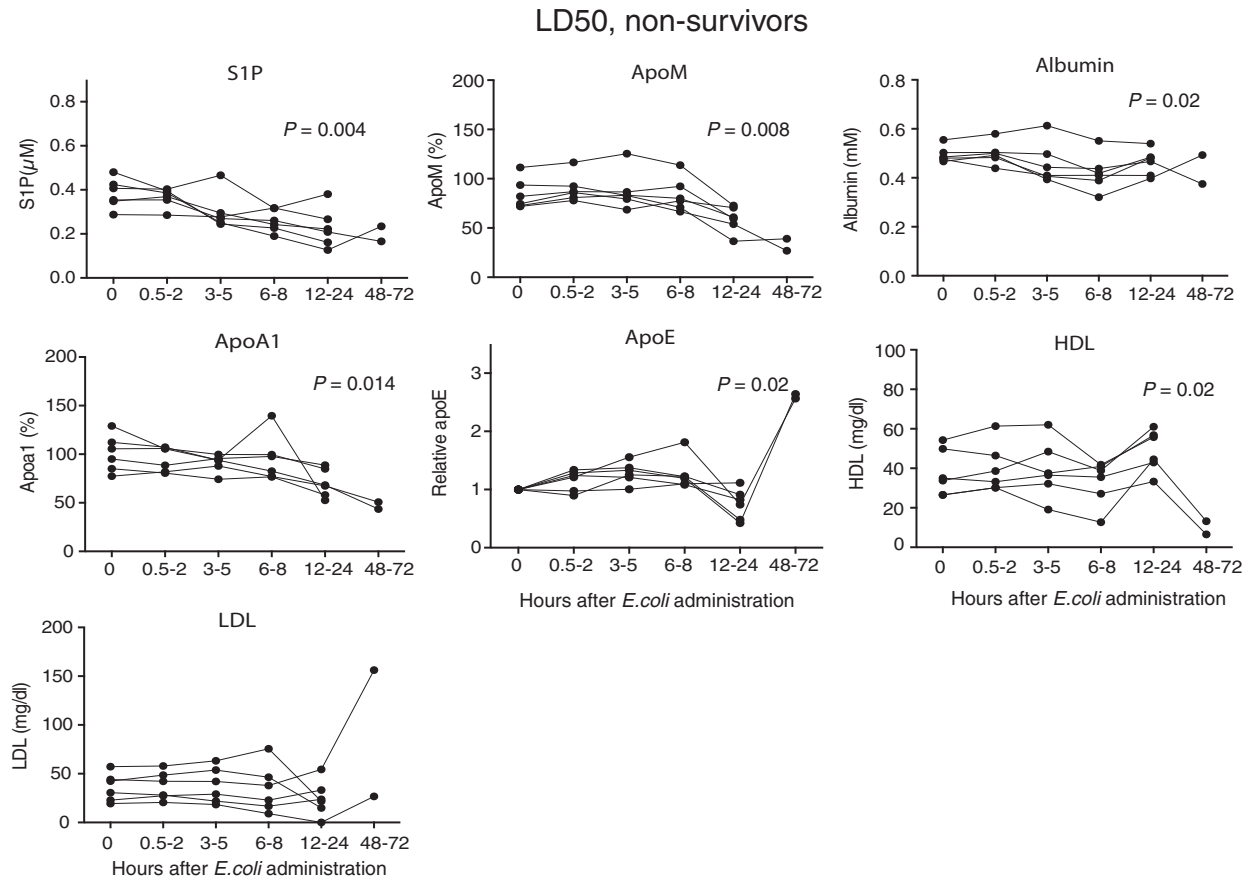 LD50, non-survivors
S1P
P = 0.004
S1P(µM)
0.8
0.6
0.4
0.2
0.0
0 0.5-2 3-5 6-8 12-24 48-72
ApoM
P = 0.008
ApoM (%)
200
150
100
50
0
0 0.5-2 3-5 6-8 12-24 48-72
Albumin
P = 0.02
Albumin (mM)
0.8
0.6
0.4
0.2
0.0
0 0.5-2 3-5 6-8 12-24 48-72
ApoA1
P = 0.014
Apoa1 (%)
200
150
100
50
0
0 0.5-2 3-5 6-8 12-24 48-72
ApoE
P = 0.02
Relative apoE
3
2
1
0
0 0.5-2 3-5 6-8 12-24 48-72
Hours after E.coli administration
HDL
P = 0.02
HDL (mg/dl)
100
80
60
40
20
0
0 0.5-2 3-5 6-8 12-24 48-72
Hours after E.coli administration
LDL
LDL (mg/dl)
200
150
100
50
0
0 0.5-2 3-5 6-8 12-24 48-72
Hours after E.coli administration